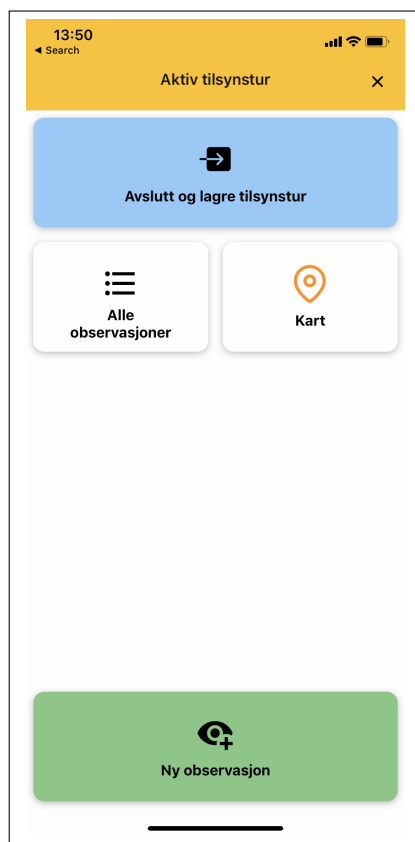 13:50
◀ Search
Aktiv tilsynstur
Avslutt og lagre tilsynstur
Alle
observasjoner
Kart
Ny observasjon